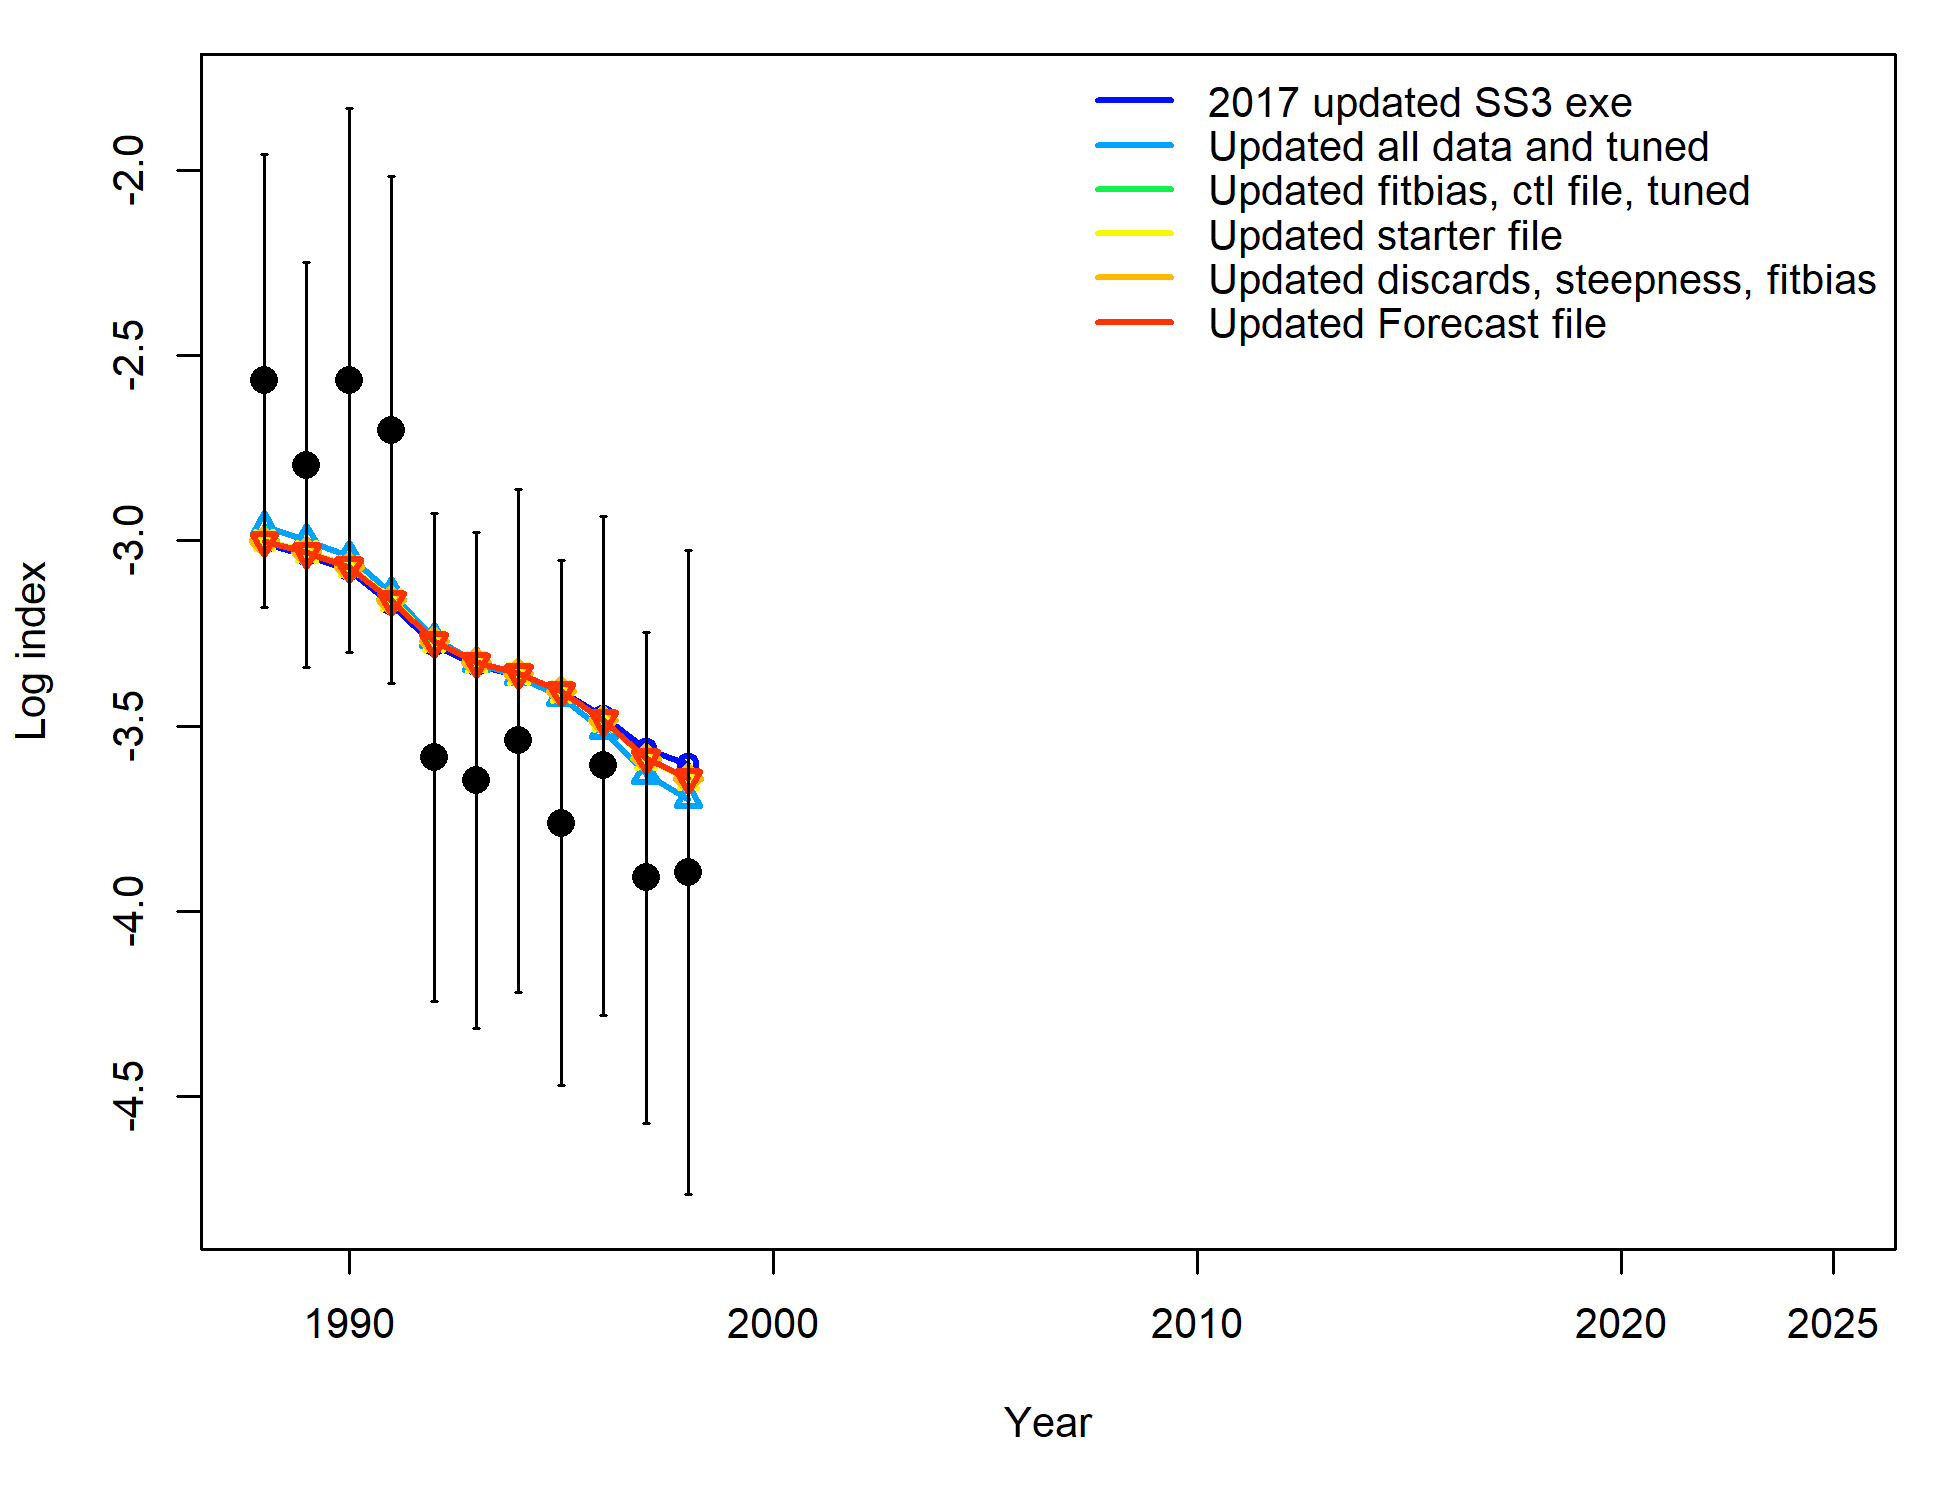 2017 updated SS3 exe
Updated all data and tuned
Updated fitbias, ctl file, tuned
Updated starter file
Updated discards, steepness, fitbias
Updated Forecast file
Log index
-2.0
-2.5
-3.0
-3.5
-4.0
-4.5
1990 2000 2010 2020 2025
Year